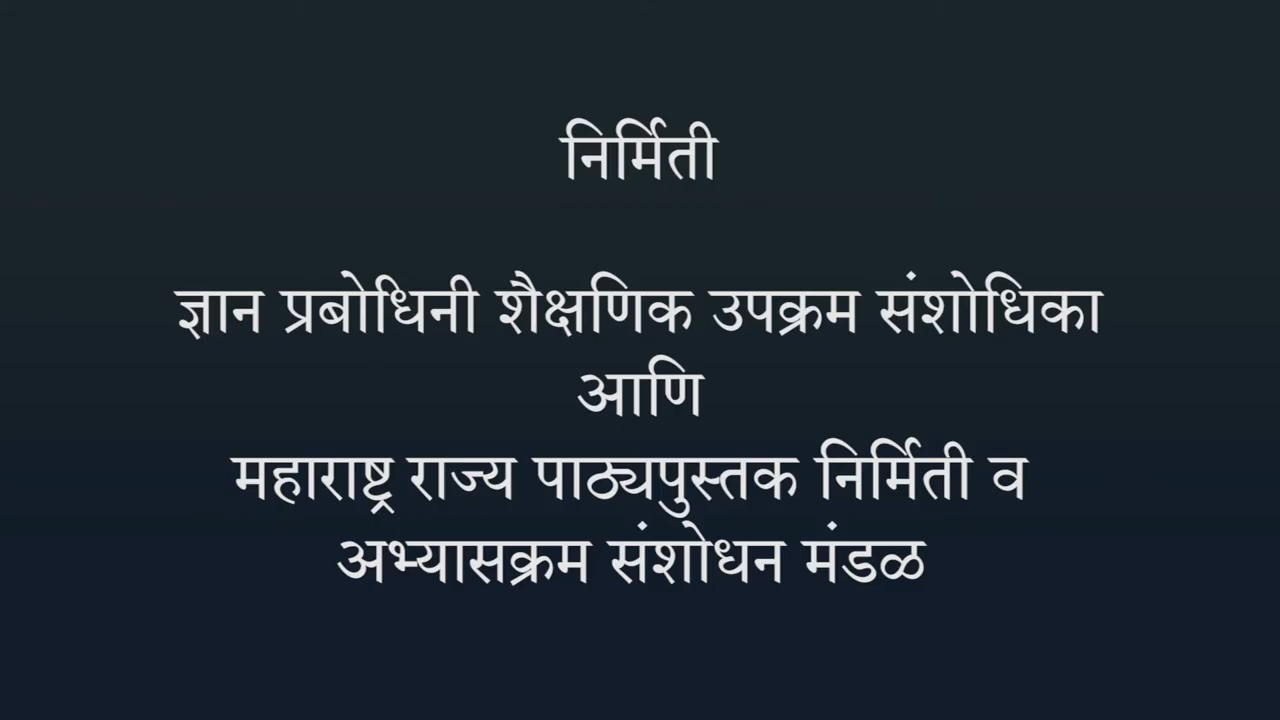 निर्मिती
ज्ञान प्रबोधिनी शैक्षणिक उपक्रम संशोधिका
आणि
महाराष्ट्र राज्य पाठ्यपुस्तक निर्मिती व
अभ्यासक्रम संशोधन मंडळ